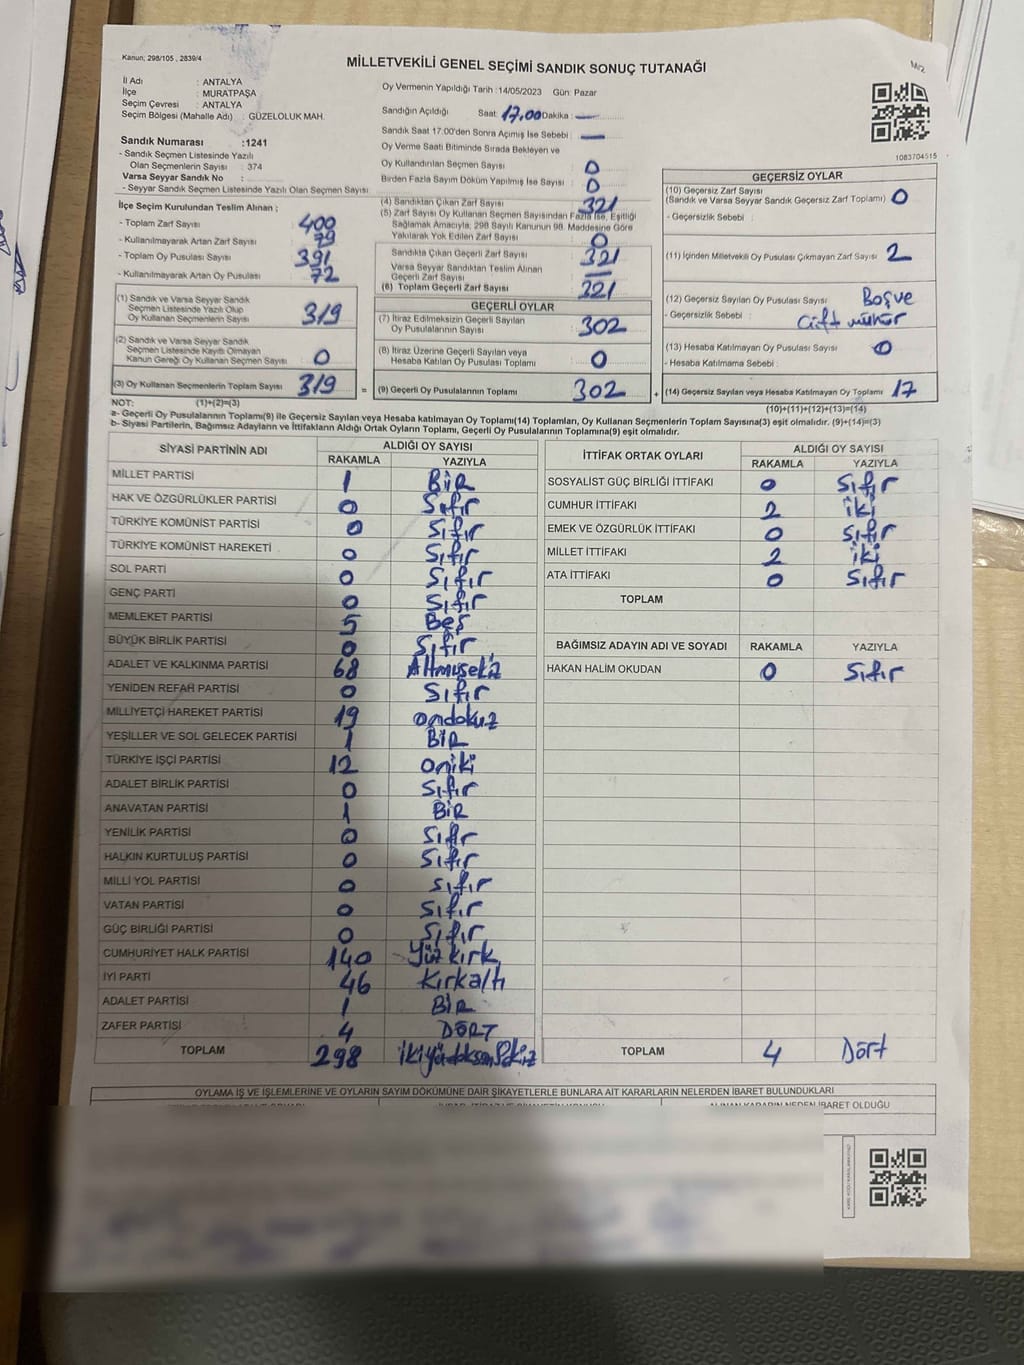 Kanun; 298/105 , 2839/4
MİLLETVEKİLİ GENEL SEÇİMİ SANDIK SONUÇ TUTANAĞI
M/2
İl Adı : ANTALYA
İlçe : MURATPAŞA
Seçim Çevresi : ANTALYA
Seçim Bölgesi (Mahalle Adı) : GÜZELOLUK MAH.
Sandık Numarası :1241
- Sandık Seçmen Listesinde Yazılı
Olan Seçmenlerin Sayısı : 374
Varsa Seyyar Sandık No :
- Seyyar Sandık Seçmen Listesinde Yazılı Olan Seçmen Sayısı
Oy Vermenin Yapıldığı Tarih :14/05/2023 Gün: Pazar
Sandığın Açıldığı Saat: 17,00 Dakika : —
Sandık Saat 17:00'den Sonra Açımış İse Sebebi : —
Oy Verme Saati Bitiminde Sırada Bekleyen ve
Oy Kullandırılan Seçmen Sayısı : 0
Birden Fazla Sayım Döküm Yapılmış İse Sayısı : 0
1083704515
İlçe Seçim Kurulundan Teslim Alınan ;
- Toplam Zarf Sayısı : 400
- Kullanılmayarak Artan Zarf Sayısı : 79
- Toplam Oy Pusulası Sayısı : 391
- Kullanılmayarak Artan Oy Pusulası : 72
(1) Sandık ve Varsa Seyyar Sandık
Seçmen Listesinde Yazılı Olup
Oy Kullanan Seçmenlerin Sayısı : 319
(2) Sandık ve Varsa Seyyar Sandık
Seçmen Listesinde Kayıtlı Olmayan
Kanun Gereği Oy Kullanan Seçmen Sayısı : 0
(3) Oy Kullanan Seçmenlerin Toplam Sayısı 319 =
(4) Sandıktan Çıkan Zarf Sayısı : 321
(5) Zarf Sayısı Oy Kullanan Seçmen Sayısından Fazla İse, Eşitliği
Sağlamak Amacıyla; 298 Sayılı Kanunun 98. Maddesine Göre
Yakılarak Yok Edilen Zarf Sayısı : 0
Sandıkta Çıkan Geçerli Zarf Sayısı : 321
Varsa Seyyar Sandıktan Teslim Alınan
Geçerli Zarf Sayısı : —
(6) Toplam Geçerli Zarf Sayısı : 321
GEÇERLİ OYLAR
(7) İtiraz Edilmeksizin Geçerli Sayılan
Oy Pusulalarının Sayısı : 302
(8) İtiraz Üzerine Geçerli Sayılan veya
Hesaba Katılan Oy Pusulası Toplamı : 0
(9) Geçerli Oy Pusulalarının Toplamı 302 +
GEÇERSİZ OYLAR
(10) Geçersiz Zarf Sayısı
(Sandık ve Varsa Seyyar Sandık Geçersiz Zarf Toplamı) : 0
- Geçersizlik Sebebi :
(11) İçinden Milletvekili Oy Pusulası Çıkmayan Zarf Sayısı : 2
(12) Geçersiz Sayılan Oy Pusulası Sayısı : Boş ve
- Geçersizlik Sebebi : Çift mühür
(13) Hesaba Katılmayan Oy Pusulası Sayısı : 0
- Hesaba Katılmama Sebebi :
(14) Geçersiz Sayılan veya Hesaba Katılmayan Oy Toplamı : 17
NOT: (1)+(2)=(3)
(10)+(11)+(12)+(13)=(14)
a- Geçerli Oy Pusulalarının Toplamı(9) ile Geçersiz Sayılan veya Hesaba katılmayan Oy Toplamı(14) Toplamları, Oy Kullanan Seçmenlerin Toplam Sayısına(3) eşit olmalıdır. (9)+(14)=(3)
b- Siyasi Partilerin, Bağımsız Adayların ve İttifakların Aldığı Ortak Oyların Toplamı, Geçerli Oy Pusulalarının Toplamına(9) eşit olmalıdır.
SİYASİ PARTİNİN ADI ALDIĞI OY SAYISI
RAKAMLA YAZIYLA
MİLLET PARTİSİ 1 BİR
HAK VE ÖZGÜRLÜKLER PARTİSİ 0 Sıfır
TÜRKİYE KOMÜNİST PARTİSİ 0 Sıfır
TÜRKİYE KOMÜNİST HAREKETİ 0 Sıfır
SOL PARTİ 0 Sıfır
GENÇ PARTİ 0 Sıfır
MEMLEKET PARTİSİ 5 Beş
BÜYÜK BİRLİK PARTİSİ 0 Sıfır
ADALET VE KALKINMA PARTİSİ 68 Altmışsekiz
YENİDEN REFAH PARTİSİ 0 Sıfır
MİLLİYETÇİ HAREKET PARTİSİ 19 ondokuz
YEŞİLLER VE SOL GELECEK PARTİSİ 1 BİR
TÜRKİYE İŞÇİ PARTİSİ 12 oniki
ADALET BİRLİK PARTİSİ 0 Sıfır
ANAVATAN PARTİSİ 1 BİR
YENİLİK PARTİSİ 0 Sıfır
HALKIN KURTULUŞ PARTİSİ 0 Sıfır
MİLLİ YOL PARTİSİ 0 Sıfır
VATAN PARTİSİ 0 Sıfır
GÜÇ BİRLİĞİ PARTİSİ 0 Sıfır
CUMHURİYET HALK PARTİSİ 140 Yüz kırk
İYİ PARTİ 46 Kırkaltı
ADALET PARTİSİ 1 BİR
ZAFER PARTİSİ 4 DÖRT
TOPLAM 298 ikiyüzdoksanSekiz
İTTİFAK ORTAK OYLARI ALDIĞI OY SAYISI
RAKAMLA YAZIYLA
SOSYALİST GÜÇ BİRLİĞİ İTTİFAKI 0 Sıfır
CUMHUR İTTİFAKI 2 iki
EMEK VE ÖZGÜRLÜK İTTİFAKI 0 Sıfır
MİLLET İTTİFAKI 2 iki
ATA İTTİFAKI 0 Sıfır
TOPLAM
BAĞIMSIZ ADAYIN ADI VE SOYADI RAKAMLA YAZIYLA
HAKAN HALİM OKUDAN 0 Sıfır
TOPLAM 4 Dört
OYLAMA İŞ VE İŞLEMLERİNE VE OYLARIN SAYIM DÖKÜMÜNE DAİR ŞİKAYETLERLE BUNLARA AİT KARARLARIN NELERDEN İBARET BULUNDUKLARI
ALINAN KARARIN NEDEN İBARET OLDUĞU